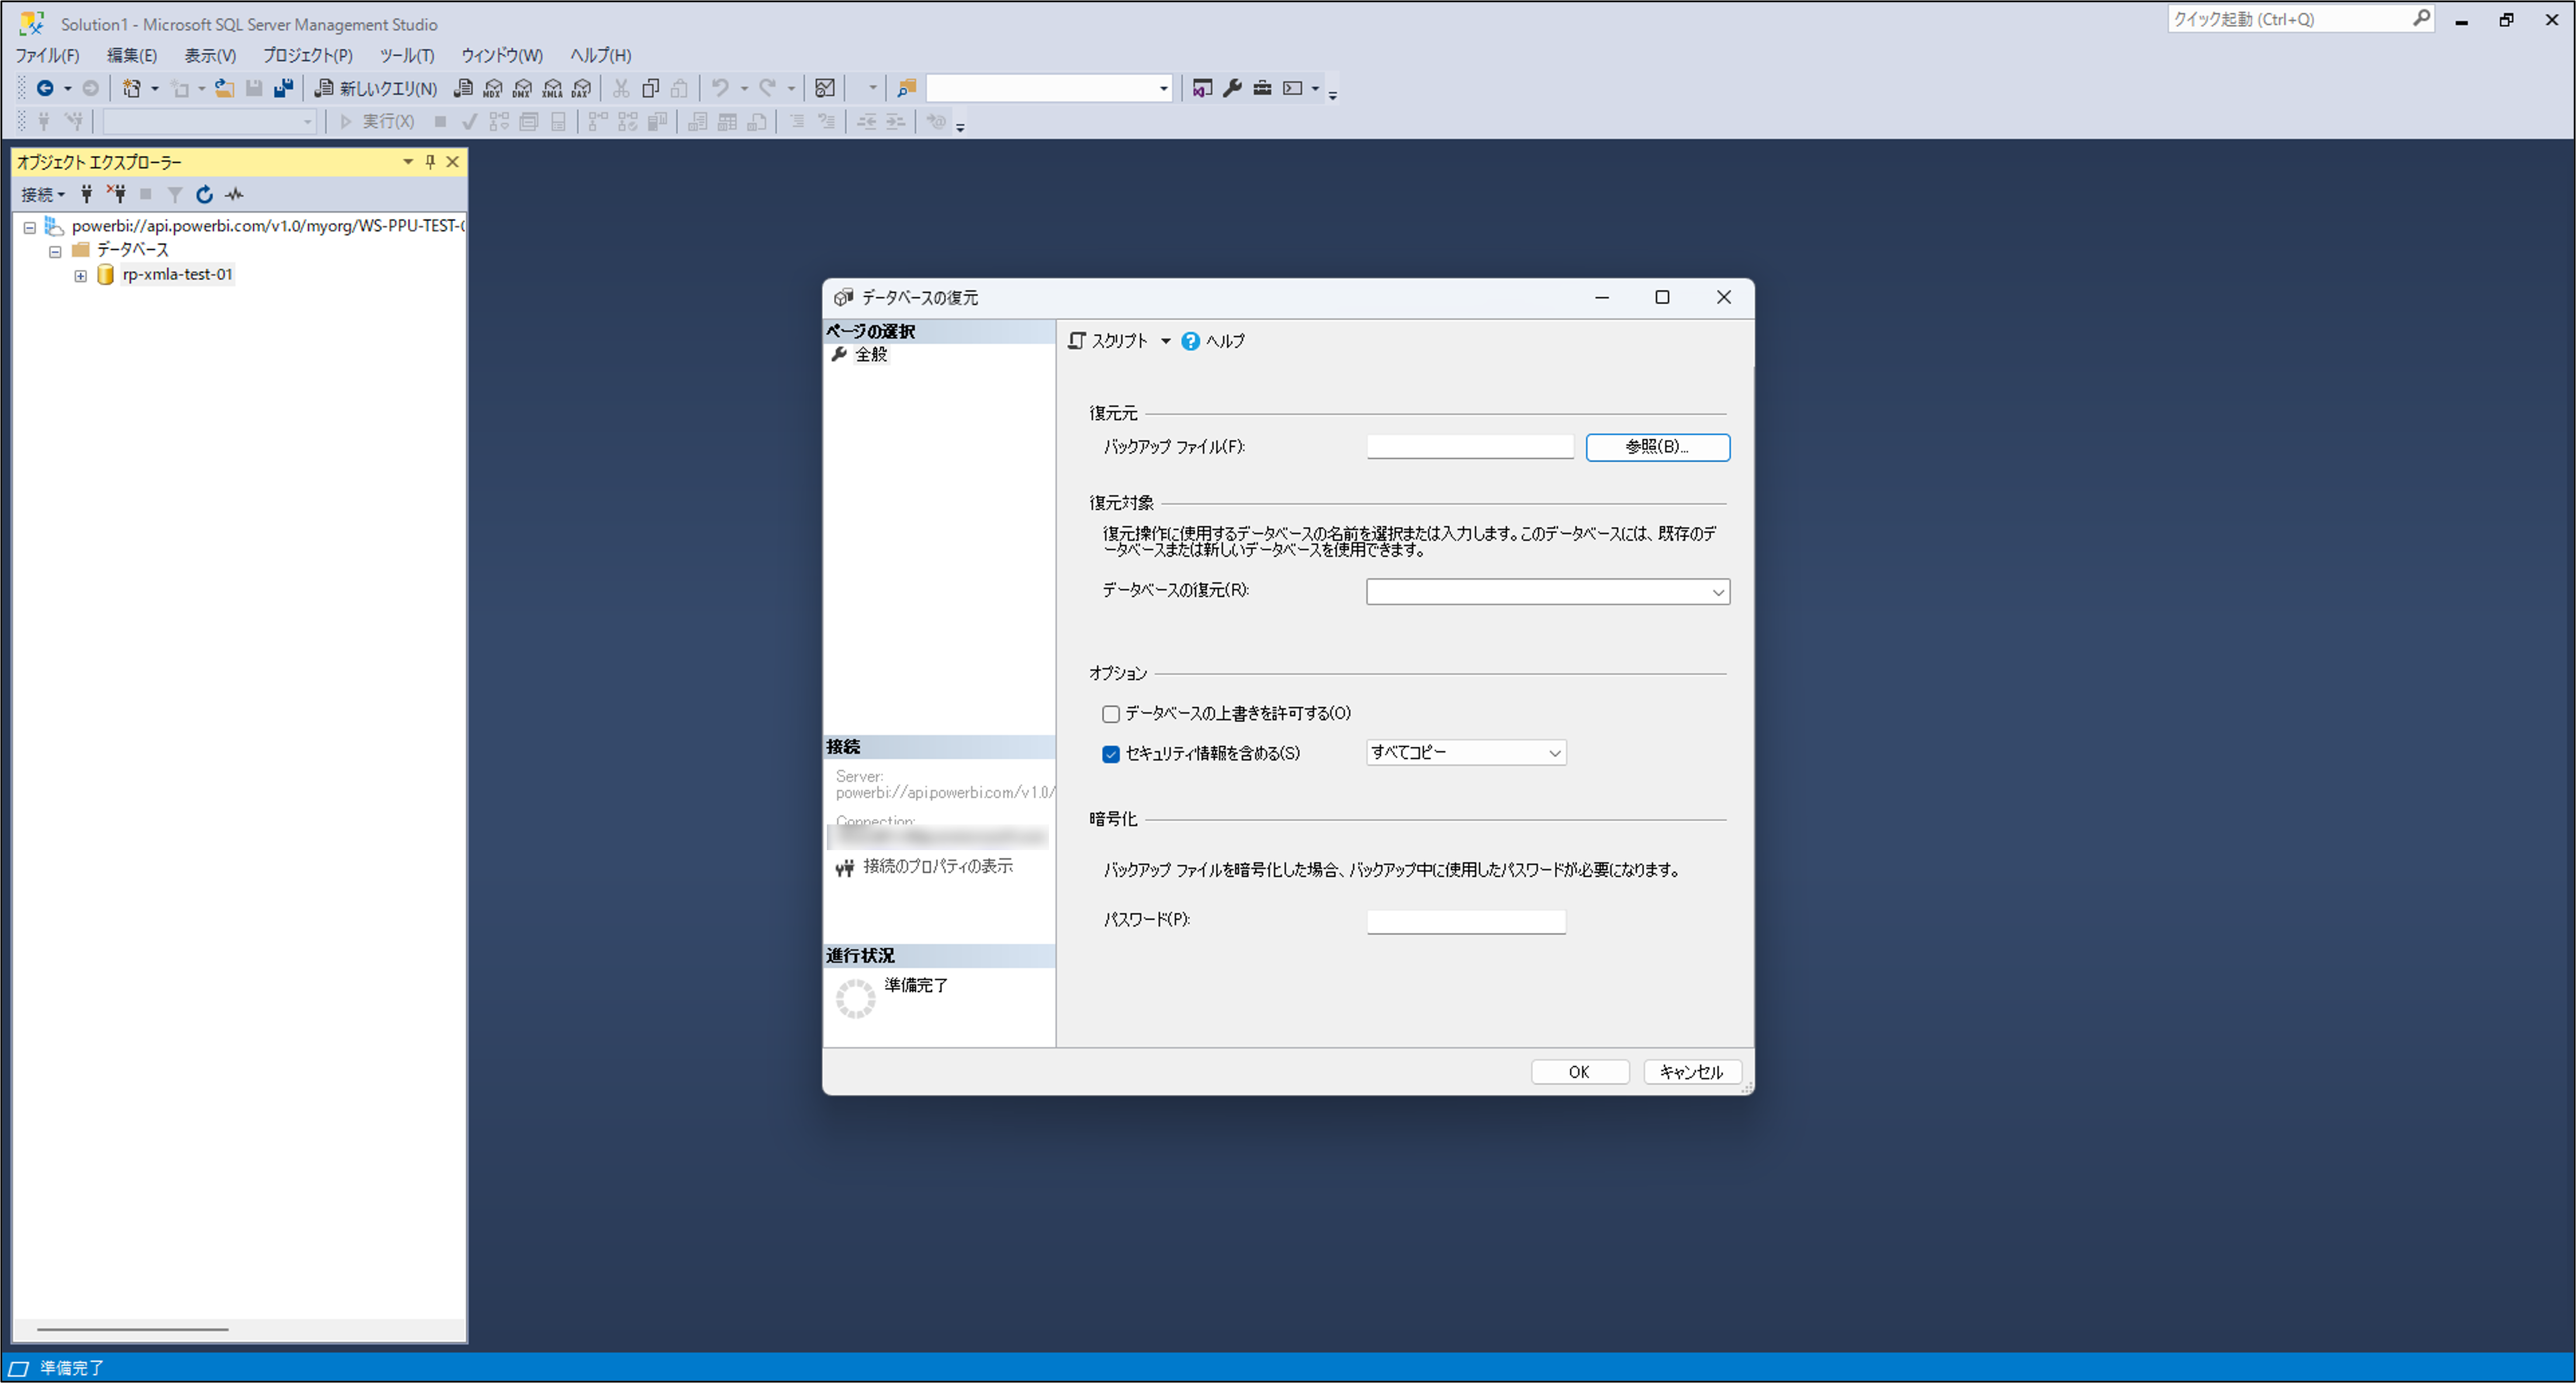 Solution1 - Microsoft SQL Server Management Studio
クイック起動 (Ctrl+Q)
ファイル(F) 編集(E) 表示(V) プロジェクト(P) ツール(T) ウィンドウ(W) ヘルプ(H)
新しいクエリ(N) MDX DMX XMLA DAX
実行(X)
オブジェクト エクスプローラー
接続
powerbi://api.powerbi.com/v1.0/myorg/WS-PPU-TEST-
データベース
rp-xmla-test-01
データベースの復元
ページの選択
全般
スクリプト ヘルプ
復元元
バックアップ ファイル(F):
参照(B)...
復元対象
復元操作に使用するデータベースの名前を選択または入力します。このデータベースには、既存のデ
ータベースまたは新しいデータベースを使用できます。
データベースの復元(R):
オプション
データベースの上書きを許可する(O)
セキュリティ情報を含める(S)
すべてコピー
暗号化
バックアップ ファイルを暗号化した場合、バックアップ中に使用したパスワードが必要になります。
パスワード(P):
接続
Server:
powerbi://api.powerbi.com/v1.0/
Connection:
接続のプロパティの表示
進行状況
準備完了
OK
キャンセル
準備完了